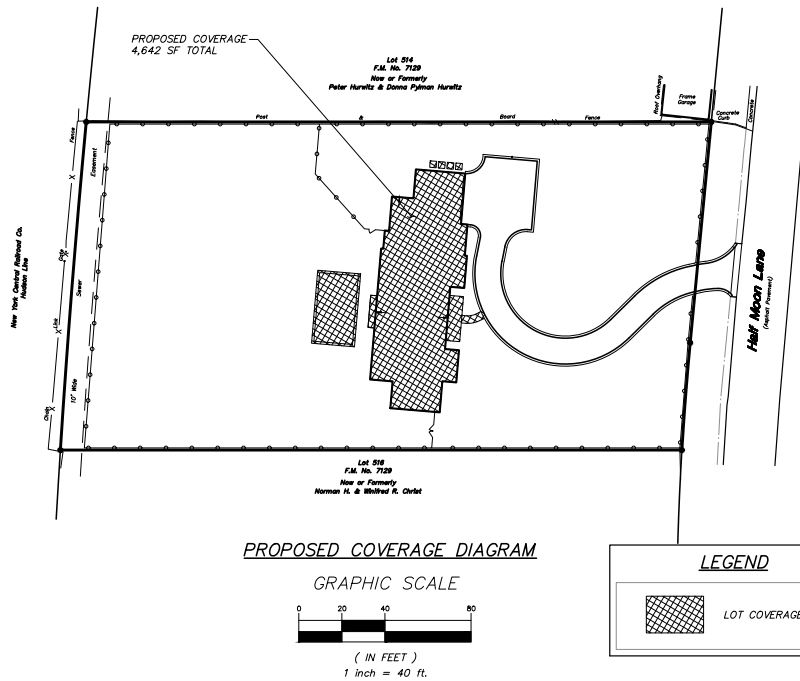 PROPOSED COVERAGE
4,642 SF TOTAL
Lot 514
F.M. No. 7129
Now or Formerly
Peter Hurwitz & Donna Pylman Hurwitz
Roof Overhang
Frame
Garage
Concrete
Curb
Concrete
Post & Board Fence
Fence
Easement
New York Central Railroad Co.
Hudson Line
Gate
Sewer
Link
10' Wide
Chain
Half Moon Lane
(Asphalt Pavement)
Lot 516
F.M. No. 7129
Now or Formerly
Norman H. & Winifred R. Christ
PROPOSED COVERAGE DIAGRAM
GRAPHIC SCALE
0 20 40 80
( IN FEET )
1 inch = 40 ft.
LEGEND
LOT COVERAGE